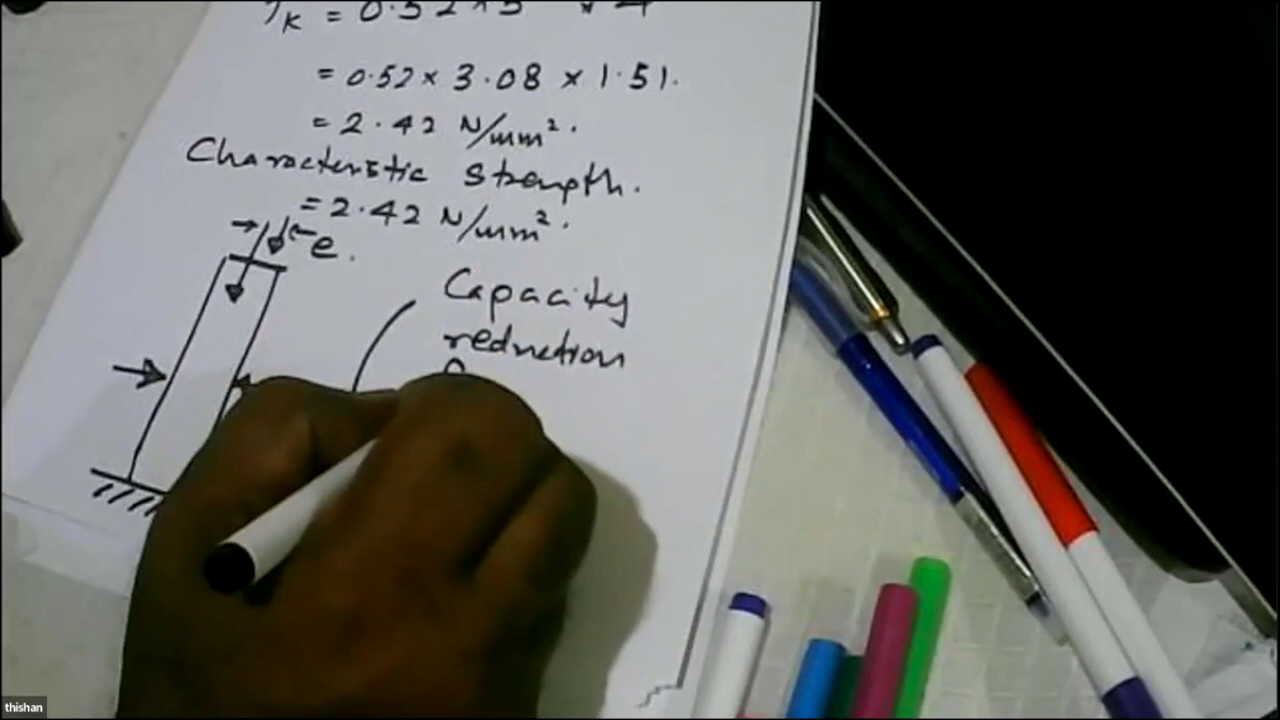 = 0.52 × 3.08 × 1.51.
= 2.42 N/mm².
Characteristic strength.
= 2.42 N/mm².
e.
Capacity
reduction
thishan